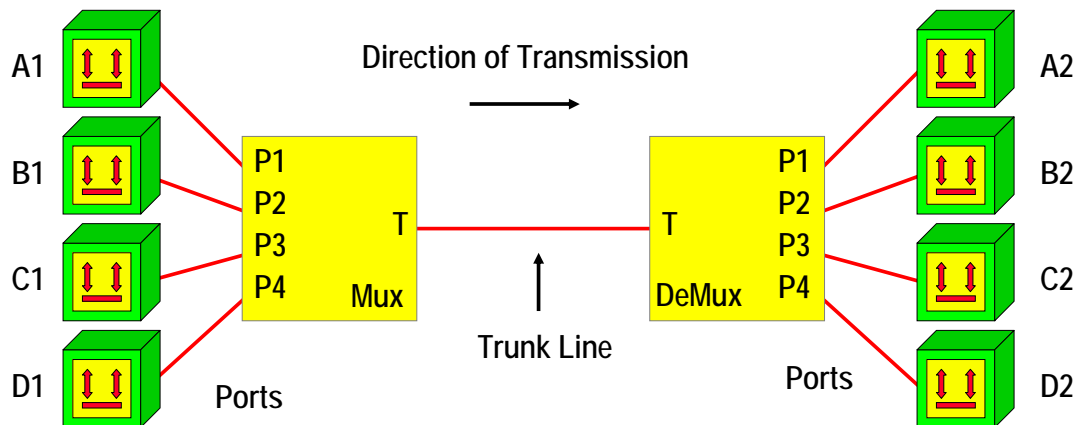 A1
Direction of Transmission
A2
B1
P1
P2
P3
P4
T
Mux
T
DeMux
P1
P2
P3
P4
B2
C1
C2
Trunk Line
D1
Ports
Ports
D2